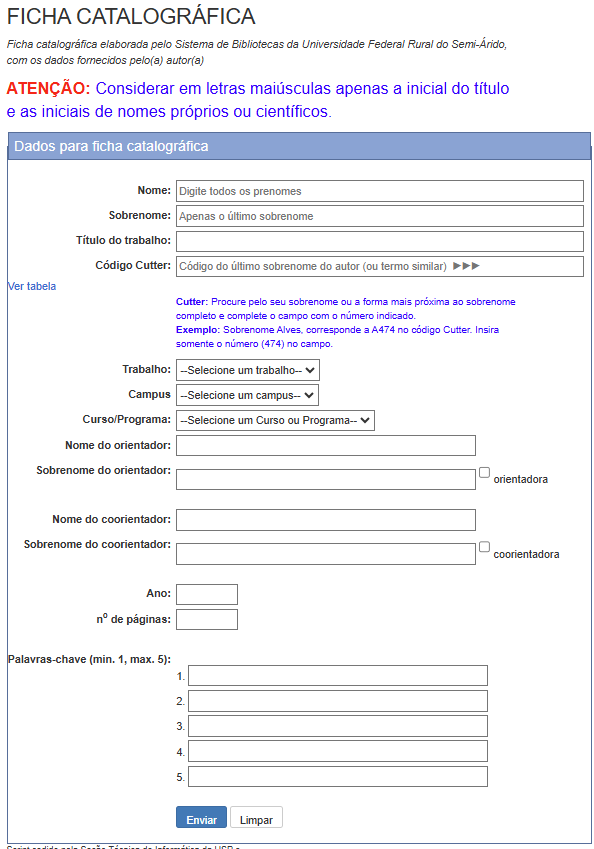 FICHA CATALOGRÁFICA
Ficha catalográfica elaborada pelo Sistema de Bibliotecas da Universidade Federal Rural do Semi-Árido,
com os dados fornecidos pelo(a) autor(a)
ATENÇÃO: Considerar em letras maiúsculas apenas a inicial do título
e as iniciais de nomes próprios ou científicos.
Dados para ficha catalográfica
Nome: Digite todos os prenomes
Sobrenome: Apenas o último sobrenome
Título do trabalho:
Código Cutter: Código do último sobrenome do autor (ou termo similar) ►►►
Ver tabela
Cutter: Procure pelo seu sobrenome ou a forma mais próxima ao sobrenome
completo e complete o campo com o número indicado.
Exemplo: Sobrenome Alves, corresponde a A474 no código Cutter. Insira
somente o número (474) no campo.
Trabalho: --Selecione um trabalho--
Campus --Selecione um campus--
Curso/Programa: --Selecione um Curso ou Programa--
Nome do orientador:
Sobrenome do orientador: orientadora
Nome do coorientador:
Sobrenome do coorientador: coorientadora
Ano:
nº de páginas:
Palavras-chave (min. 1, max. 5):
1.
2.
3.
4.
5.
Enviar Limpar
Script cedido pela Seção Técnica de Informática da USP e